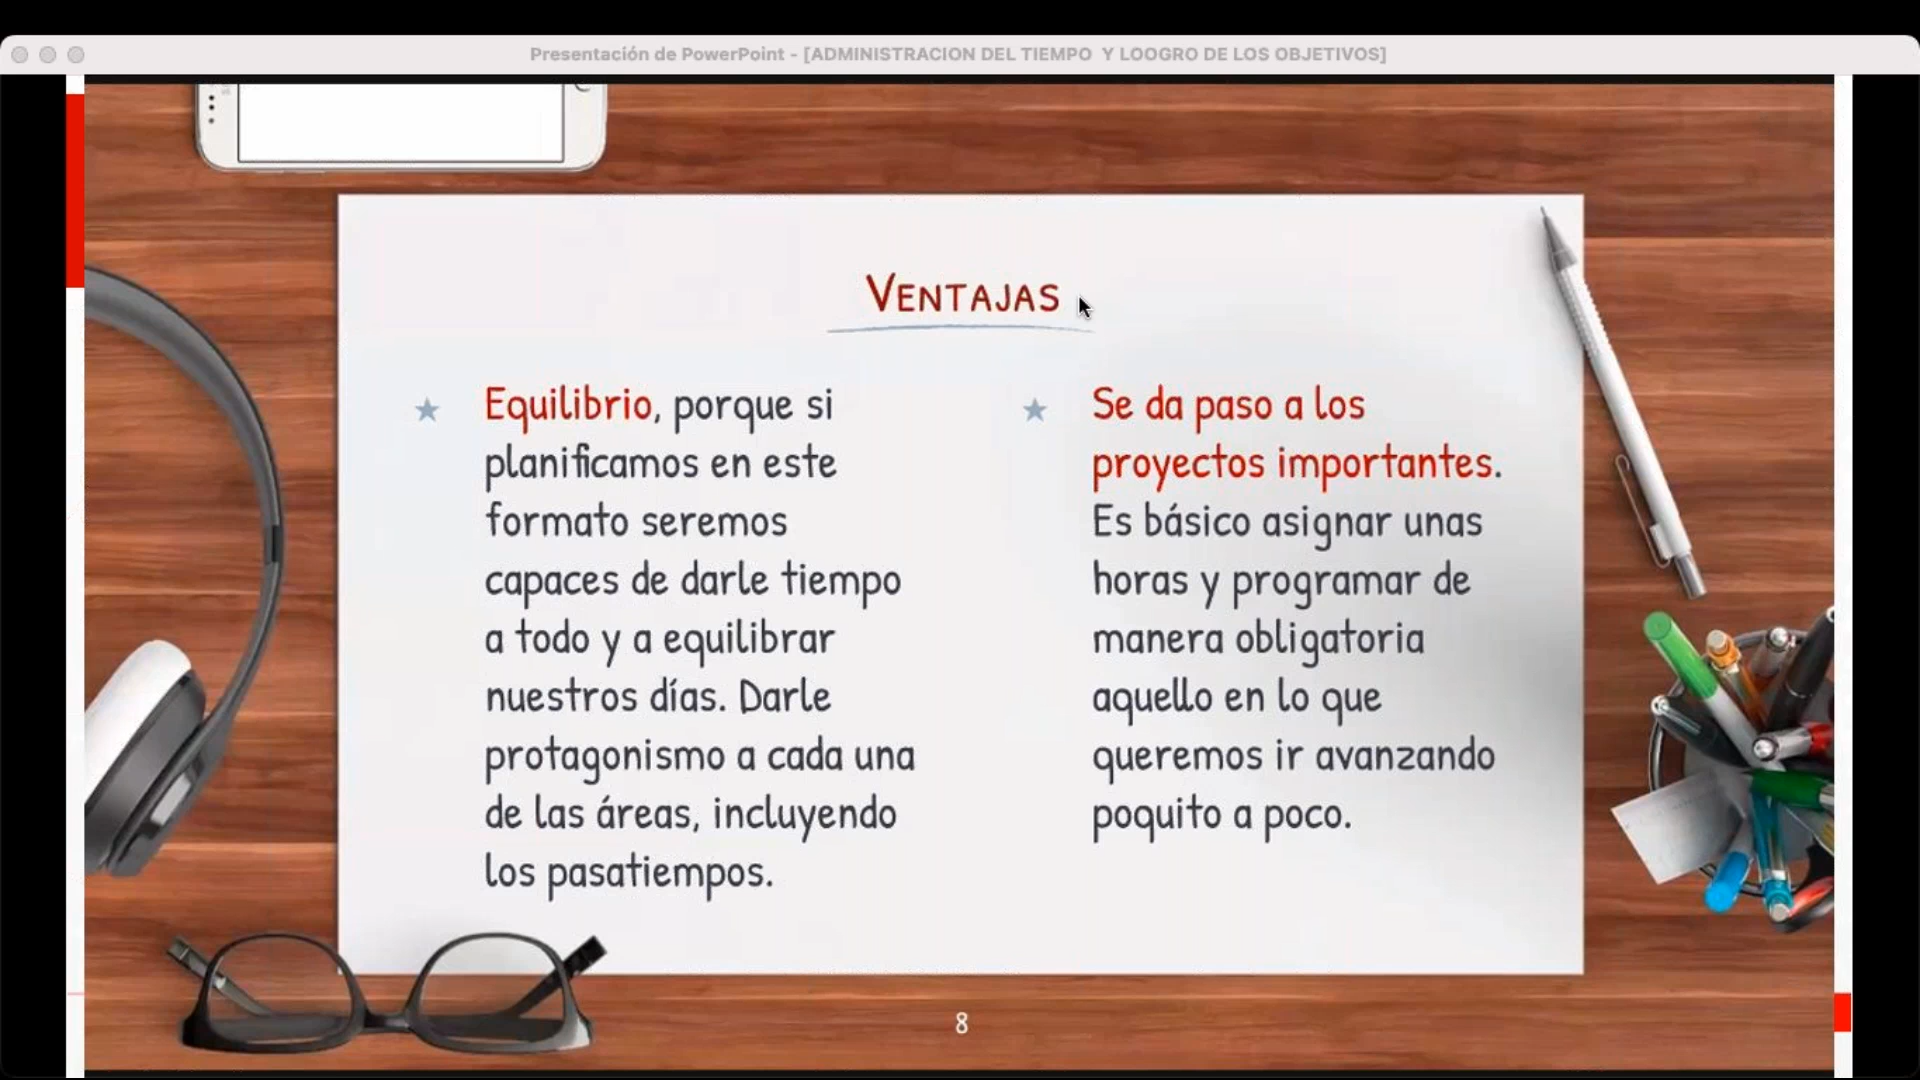 Presentación de PowerPoint - [ADMINISTRACION DEL TIEMPO Y LOOGRO DE LOS OBJETIVOS]
VENTAJAS
Equilibrio, porque si
planificamos en este
formato seremos
capaces de darle tiempo
a todo y a equilibrar
nuestros días. Darle
protagonismo a cada una
de las áreas, incluyendo
los pasatiempos.
Se da paso a los
proyectos importantes.
Es básico asignar unas
horas y programar de
manera obligatoria
aquello en lo que
queremos ir avanzando
poquito a poco.
8